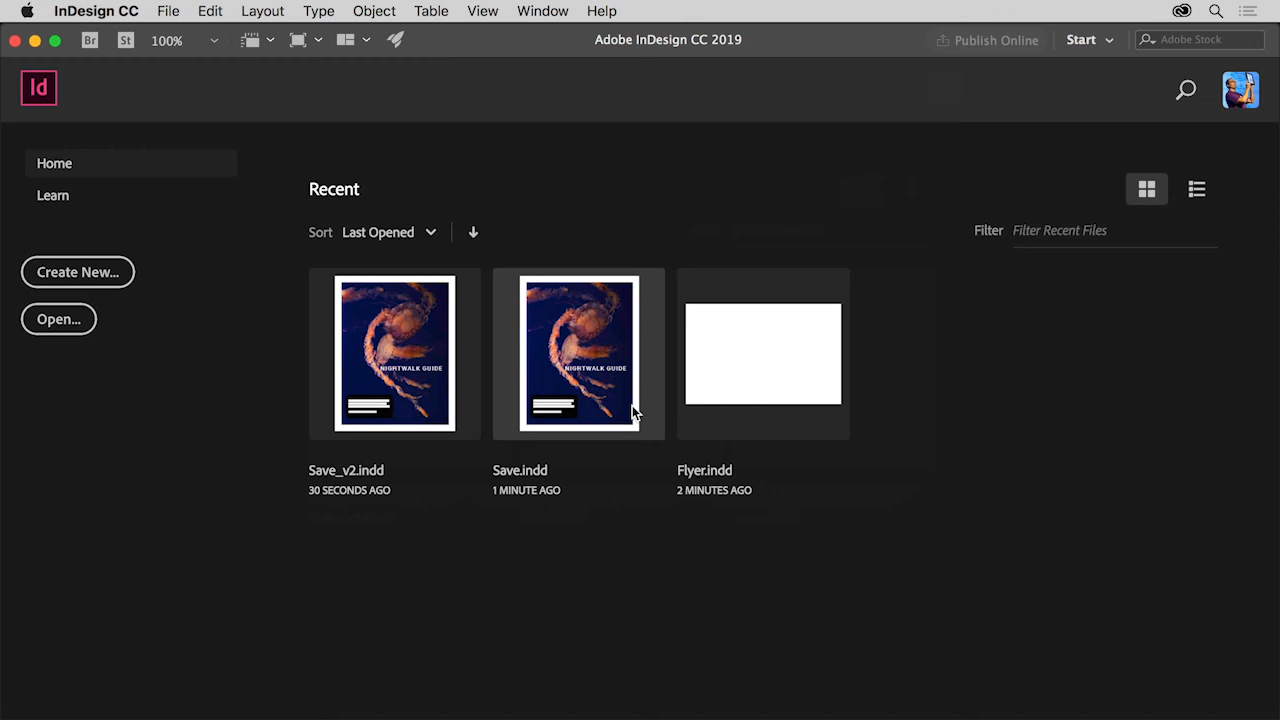 InDesign CC File Edit Layout Type Object Table View Window Help
Br St 100% Adobe InDesign CC 2019 Publish Online Start Adobe Stock
Id
Home
Learn
Create New...
Open...
Recent
Sort Last Opened
Filter Filter Recent Files
NIGHTWALK GUIDE
NIGHTWALK GUIDE
Save_v2.indd
30 SECONDS AGO
Save.indd
1 MINUTE AGO
Flyer.indd
2 MINUTES AGO